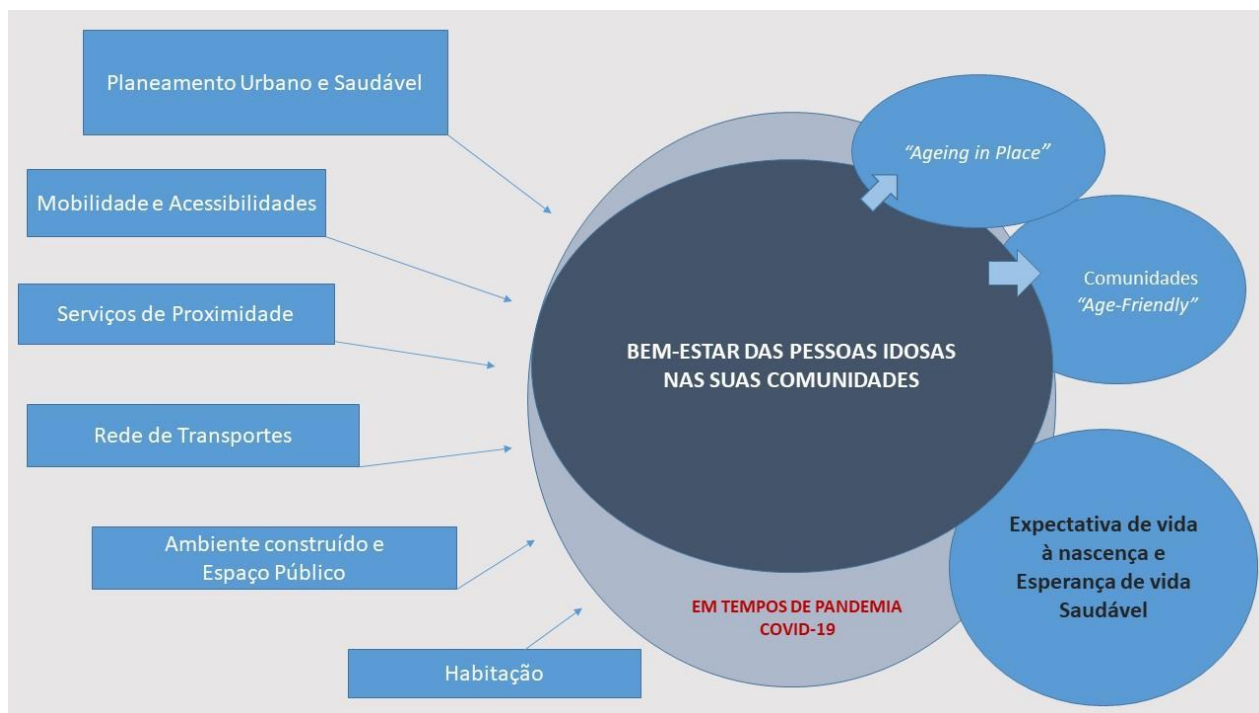 Planeamento Urbano e Saudável
Mobilidade e Acessibilidades
Serviços de Proximidade
Rede de Transportes
Ambiente construído e
Espaço Público
Habitação
BEM-ESTAR DAS PESSOAS IDOSAS
NAS SUAS COMUNIDADES
EM TEMPOS DE PANDEMIA
COVID-19
“Ageing in Place”
Comunidades
“Age-Friendly”
Expectativa de vida
à nascença e
Esperança de vida
Saudável